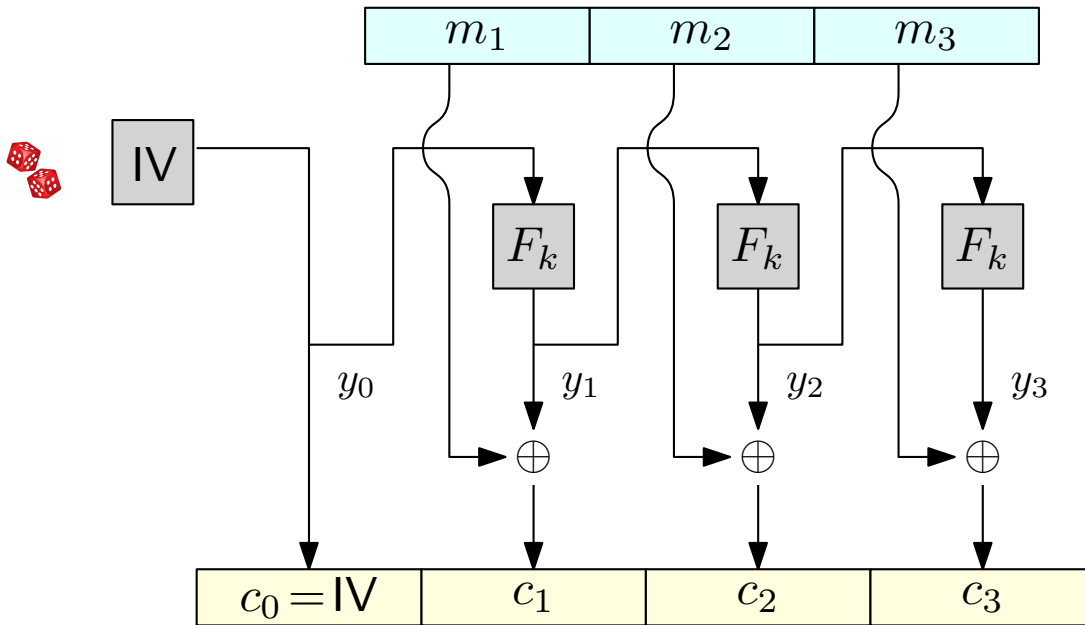 m₁ m₂ m₃
IV
Fₖ Fₖ Fₖ
y₀ y₁ y₂ y₃
c₀ = IV c₁ c₂ c₃